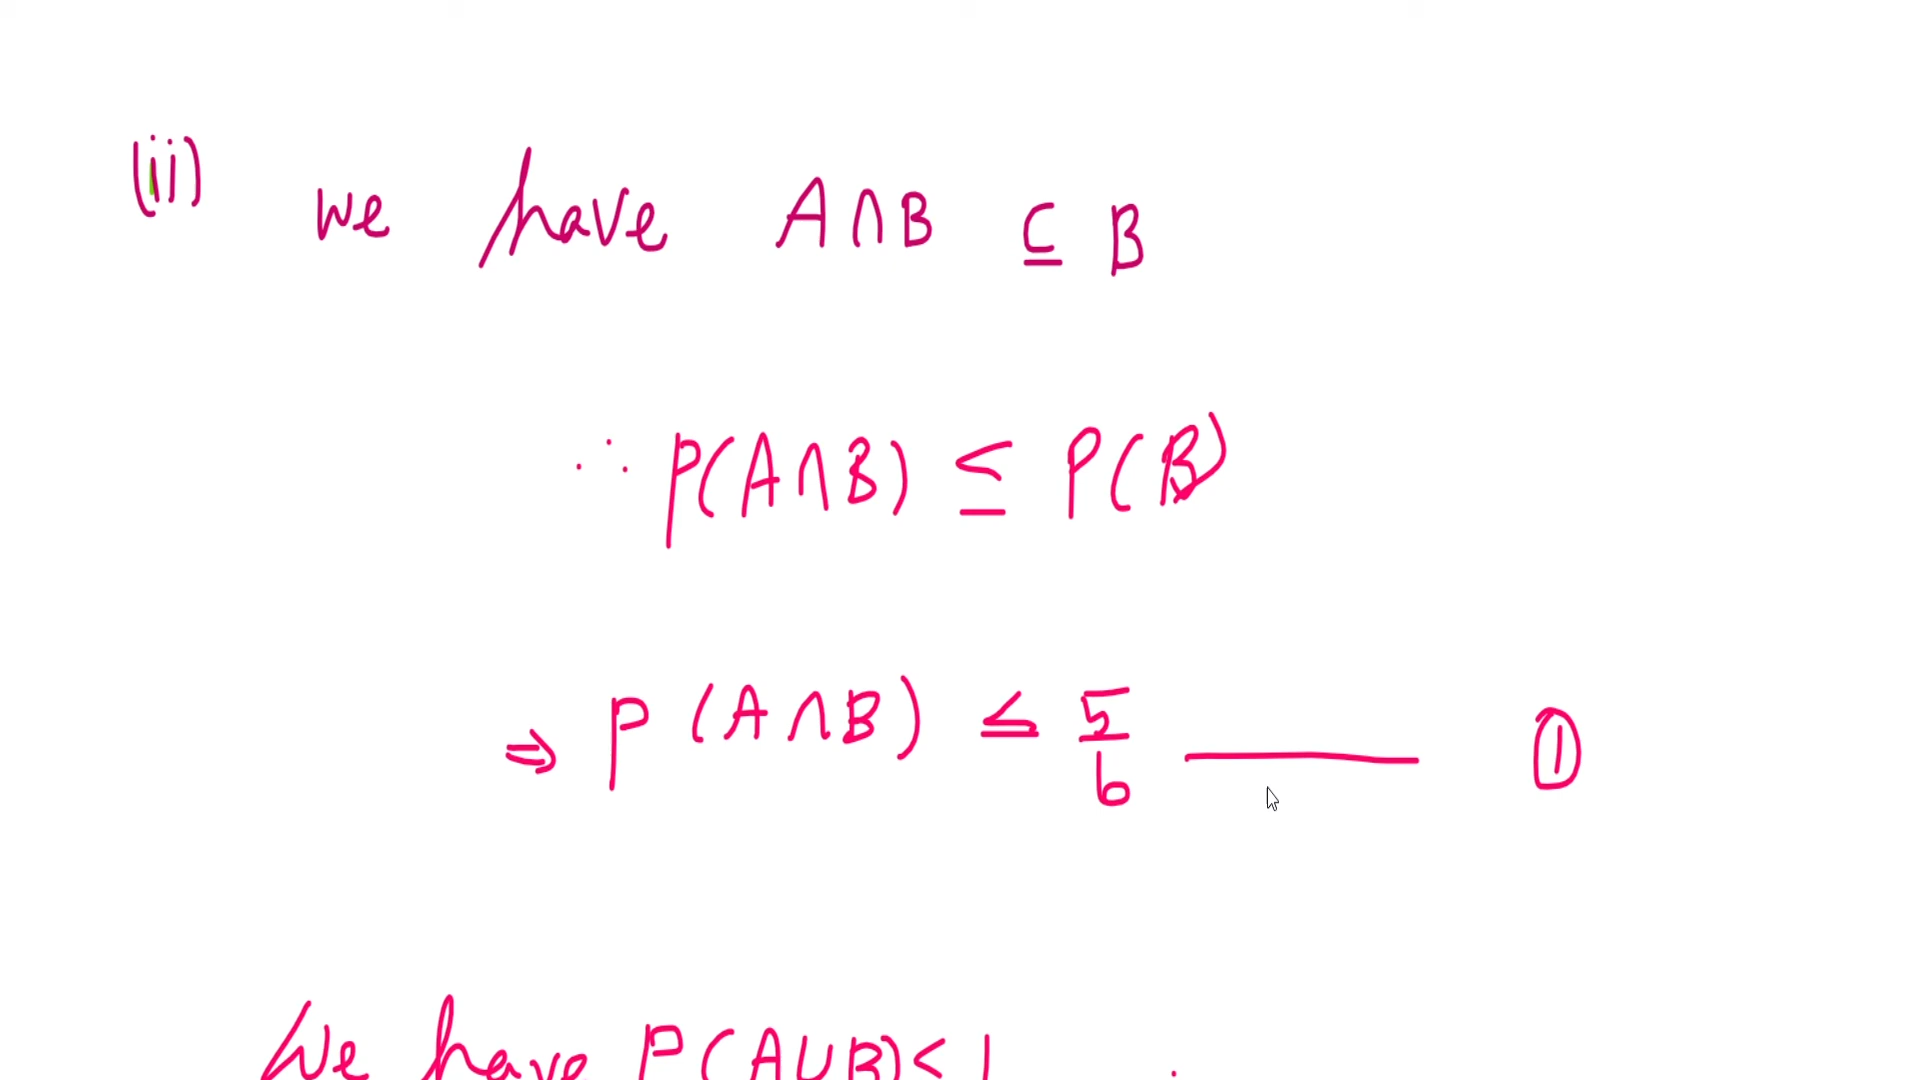 (ii) We have A∩B ⊆ B
∴ P(A∩B) ≤ P(B)
⇒ P(A∩B) ≤ 5/6 ——— ①
We have P(A∪B) < 1